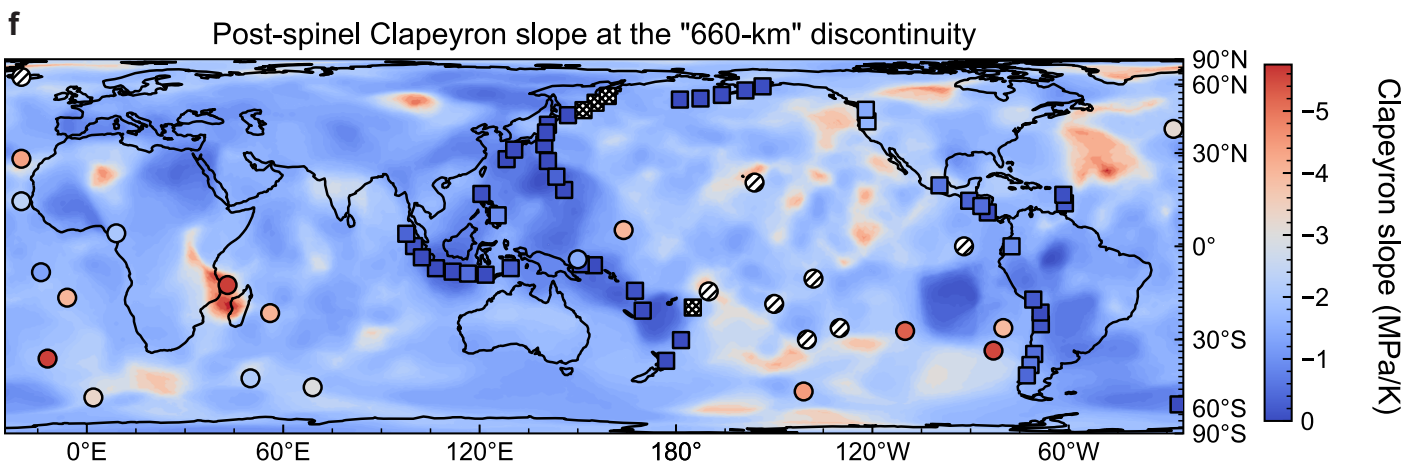 f
Post-spinel Clapeyron slope at the "660-km" discontinuity
90°N
60°N
30°N
0°
30°S
60°S
90°S
0°E
60°E
120°E
180°
120°W
60°W
−5
−4
−3
−2
−1
0
Clapeyron slope (MPa/K)